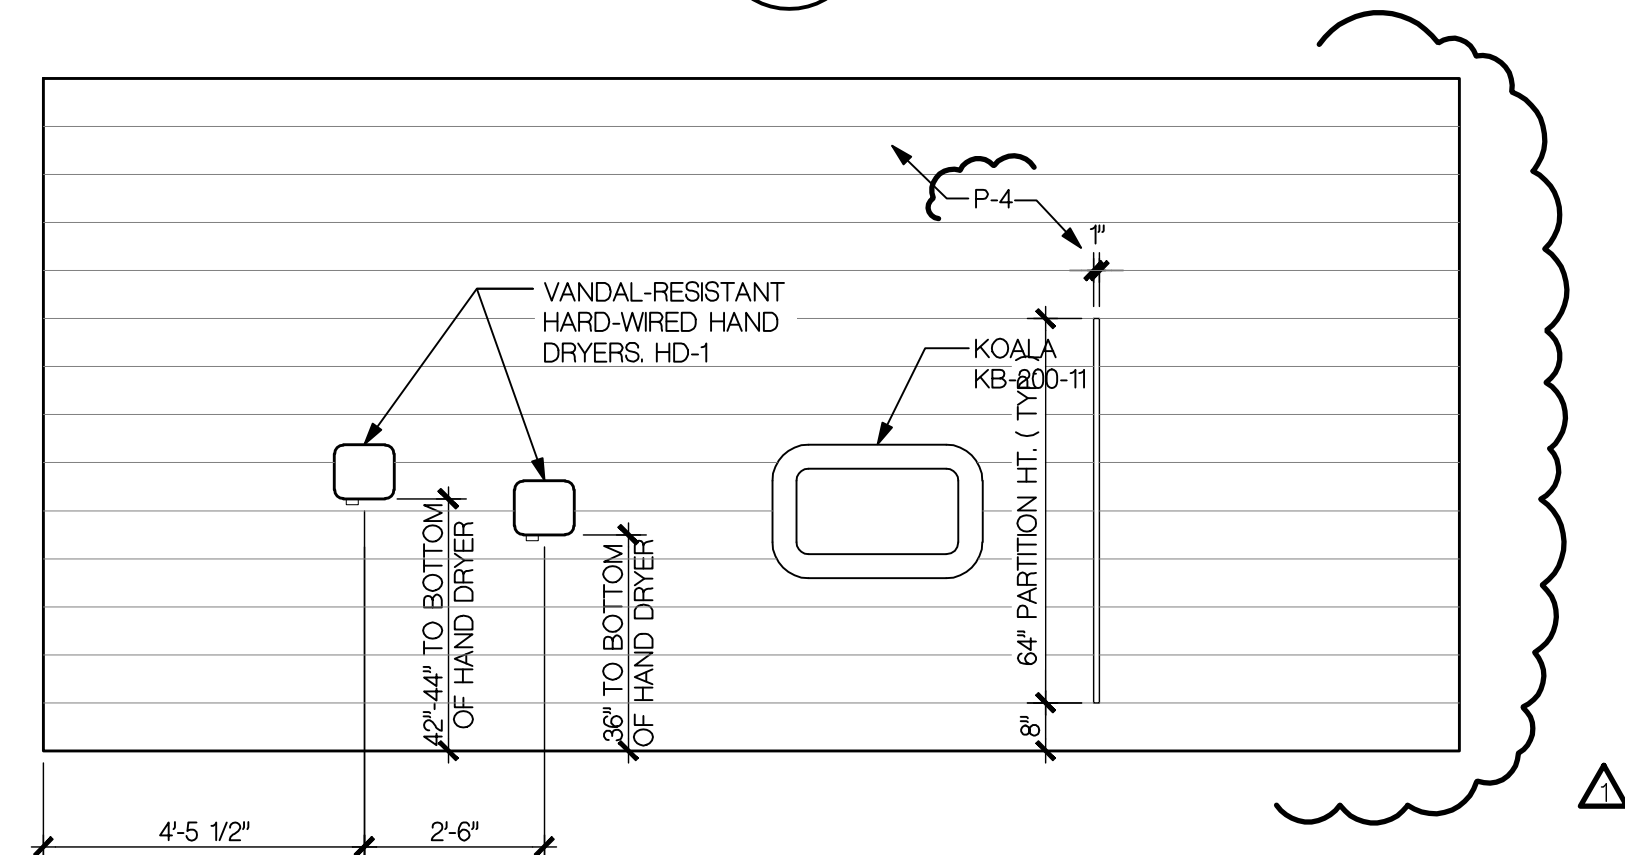 P-4
1"
VANDAL-RESISTANT
HARD-WIRED HAND
DRYERS. HD-1
KOALA
KB-200-11
64" PARTITION HT. ( TYP.)
42"-44" TO BOTTOM
OF HAND DRYER
36" TO BOTTOM
OF HAND DRYER
8"
1
4'-5 1/2"
2'-6"